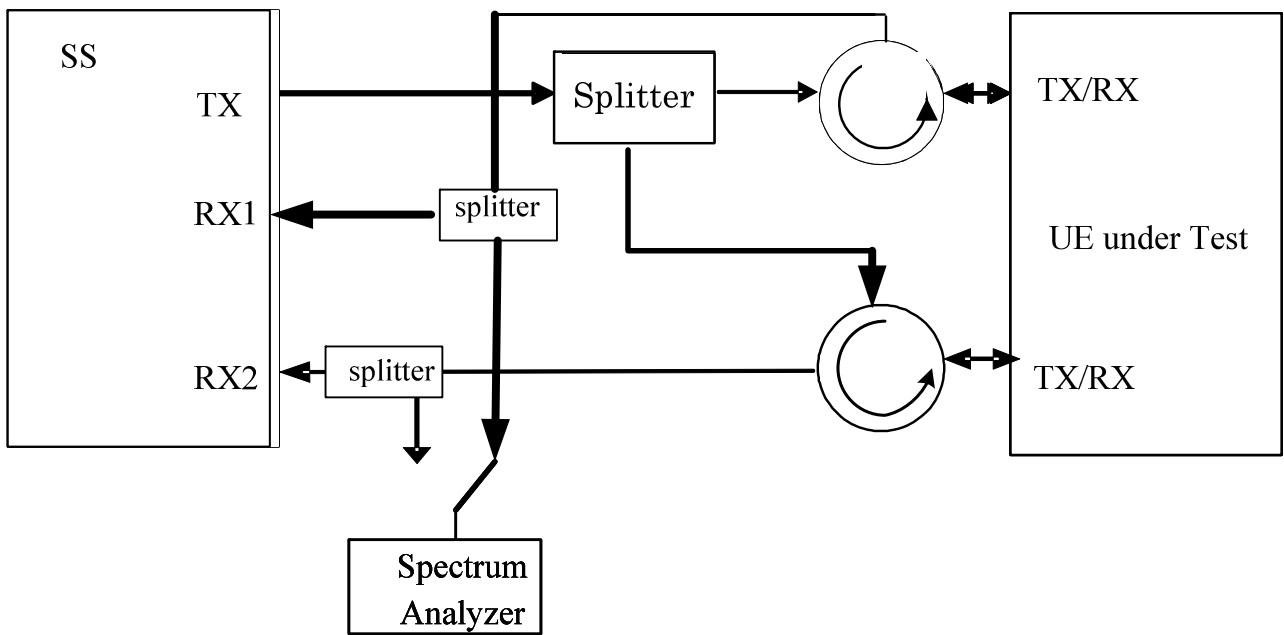 SS
TX
Splitter
TX/RX
RX1
splitter
UE under Test
RX2
splitter
TX/RX
Spectrum
Analyzer